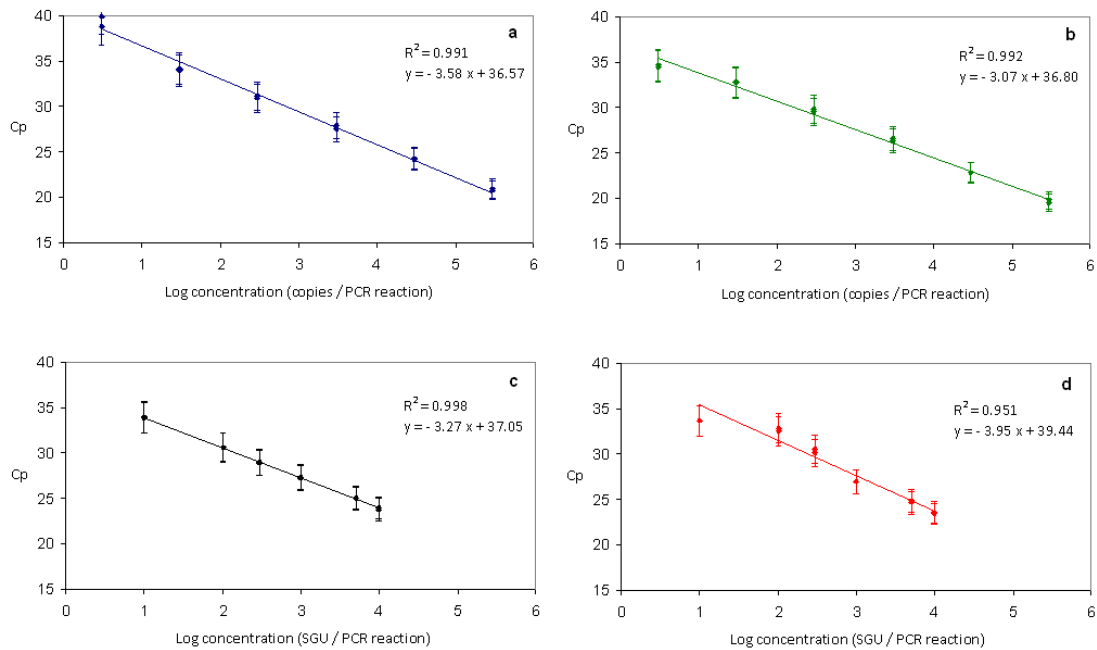 a
R² = 0.991
y = - 3.58 x + 36.57
40
35
30
25
20
15
Cp
0 1 2 3 4 5 6
Log concentration (copies / PCR reaction)
b
R² = 0.992
y = - 3.07 x + 36.80
40
35
30
25
20
15
Cp
0 1 2 3 4 5 6
Log concentration (copies / PCR reaction)
c
R² = 0.998
y = - 3.27 x + 37.05
40
35
30
25
20
15
Cp
0 1 2 3 4 5 6
Log concentration (SGU / PCR reaction)
d
R² = 0.951
y = - 3.95 x + 39.44
40
35
30
25
20
15
Cp
0 1 2 3 4 5 6
Log concentration (SGU / PCR reaction)